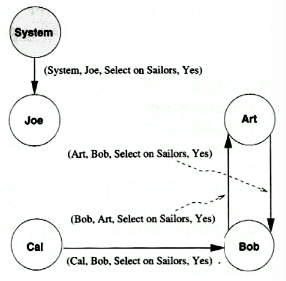 System
(System, Joe, Select on Sailors, Yes)
Joe
Art
(Art, Bob, Select on Sailors, Yes)
(Bob, Art, Select on Sailors, Yes)
Cal
Bob
(Cal, Bob, Select on Sailors, Yes)